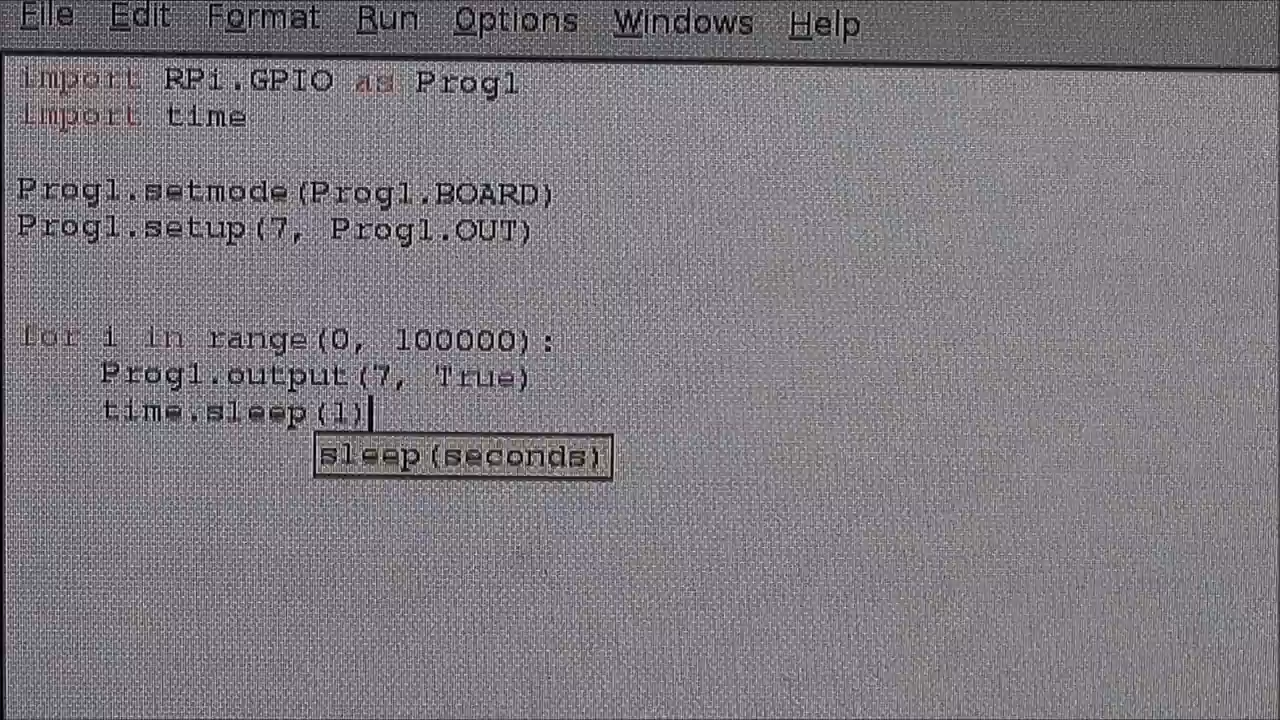 File Edit Format Run Options Windows Help
import RPi.GPIO as Prog1
import time
Prog1.setmode(Prog1.BOARD)
Prog1.setup(7, Prog1.OUT)
for i in range(0, 100000):
Prog1.output(7, True)
time.sleep(1)
sleep(seconds)